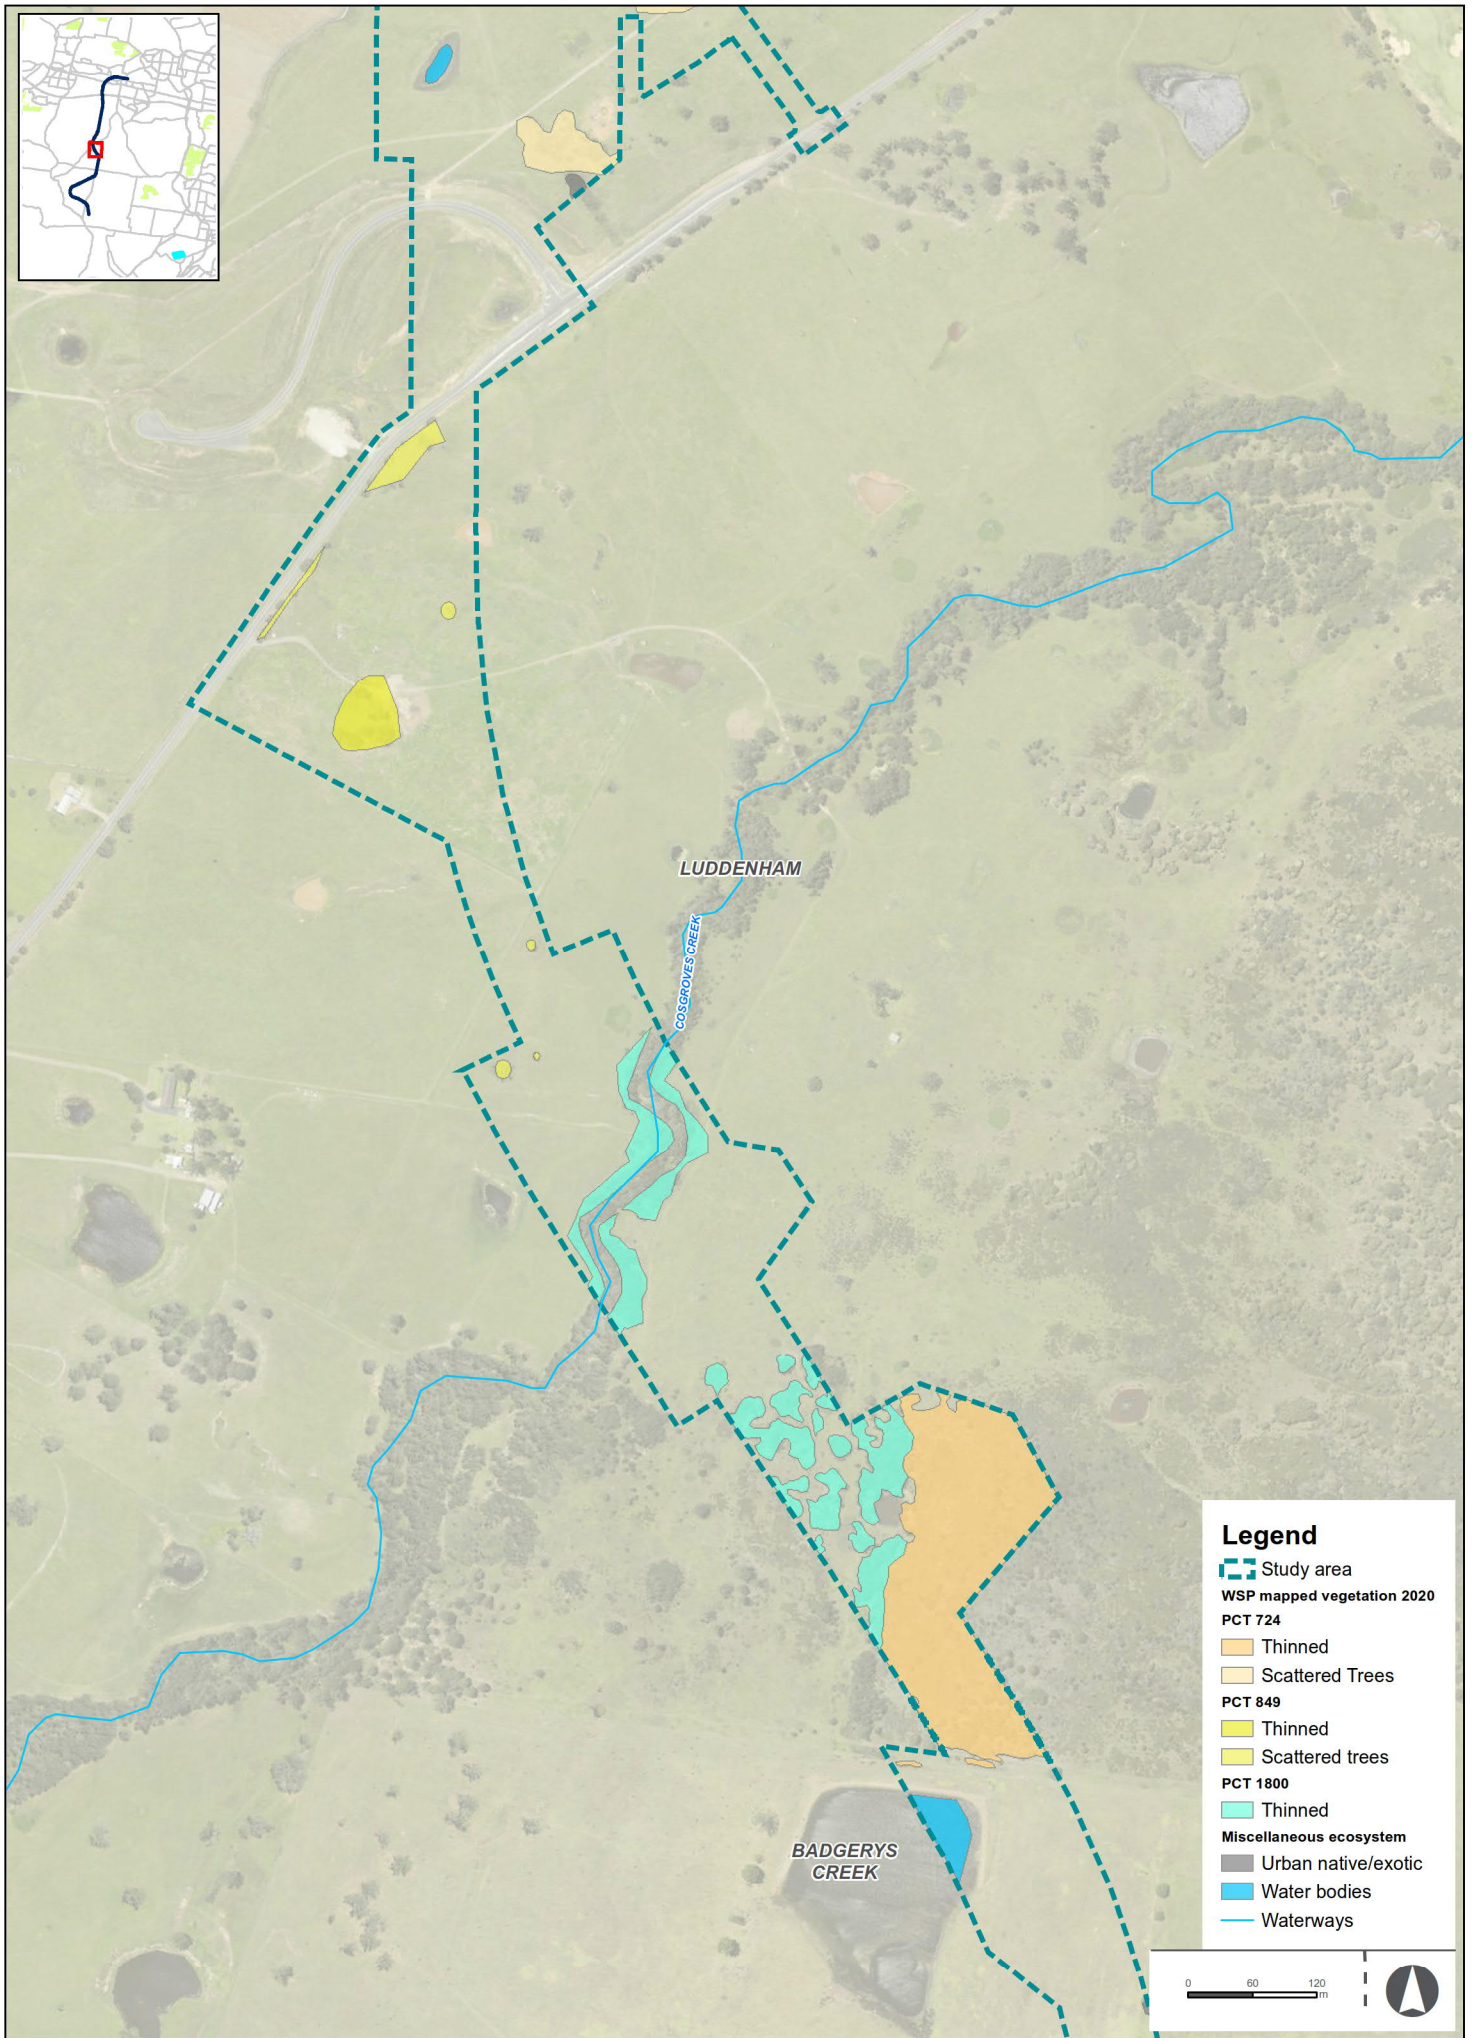 LUDDENHAM
COSGROVES CREEK
BADGERYS
CREEK
Legend
Study area
WSP mapped vegetation 2020
PCT 724
Thinned
Scattered Trees
PCT 849
Thinned
Scattered trees
PCT 1800
Thinned
Miscellaneous ecosystem
Urban native/exotic
Water bodies
Waterways
0 60 120
m